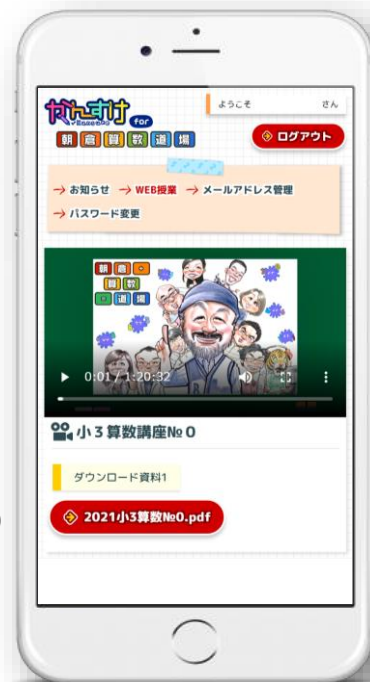 かんすけ for
朝倉算数道場
ようこそ さん
ログアウト
→ お知らせ → WEB授業 → メールアドレス管理
→ パスワード変更
朝倉
算数
道場
0:01 / 1:20:32
小3算数講座№0
ダウンロード資料1
2021小3算数№0.pdf